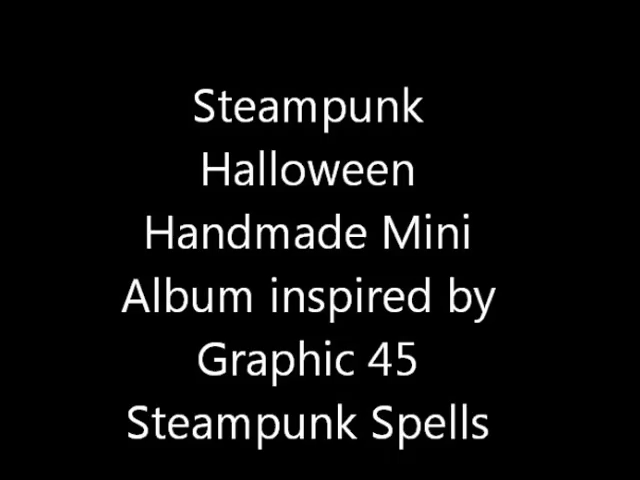 Steampunk
Halloween
Handmade Mini
Album inspired by
Graphic 45
Steampunk Spells